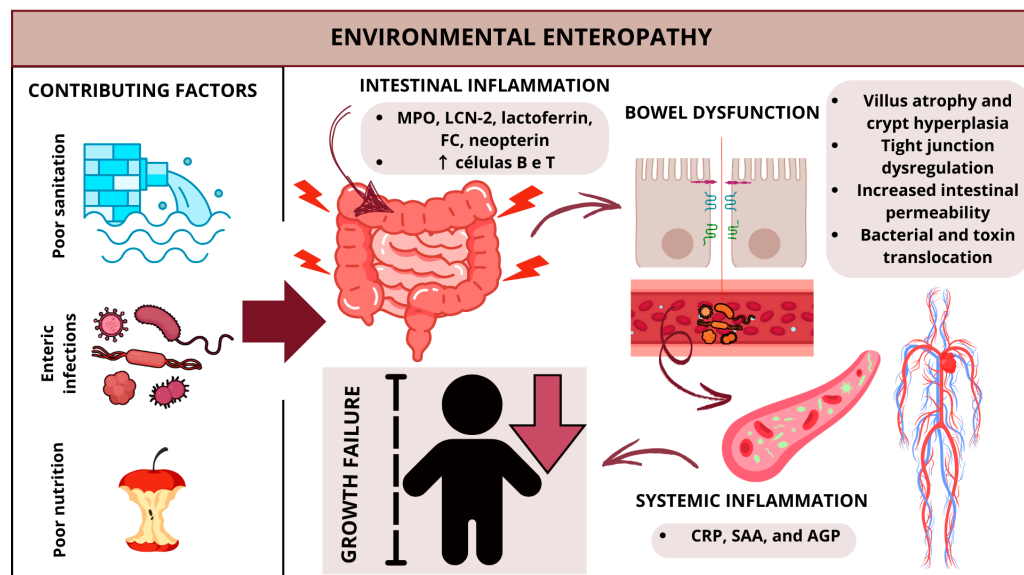 ENVIRONMENTAL ENTEROPATHY
CONTRIBUTING FACTORS
Poor sanitation
Enteric
infections
Poor nutrition
INTESTINAL INFLAMMATION
• MPO, LCN-2, lactoferrin,
FC, neopterin
• ↑ células B e T
BOWEL DYSFUNCTION
• Villus atrophy and
crypt hyperplasia
• Tight junction
dysregulation
• Increased intestinal
permeability
• Bacterial and toxin
translocation
SYSTEMIC INFLAMMATION
• CRP, SAA, and AGP
GROWTH FAILURE